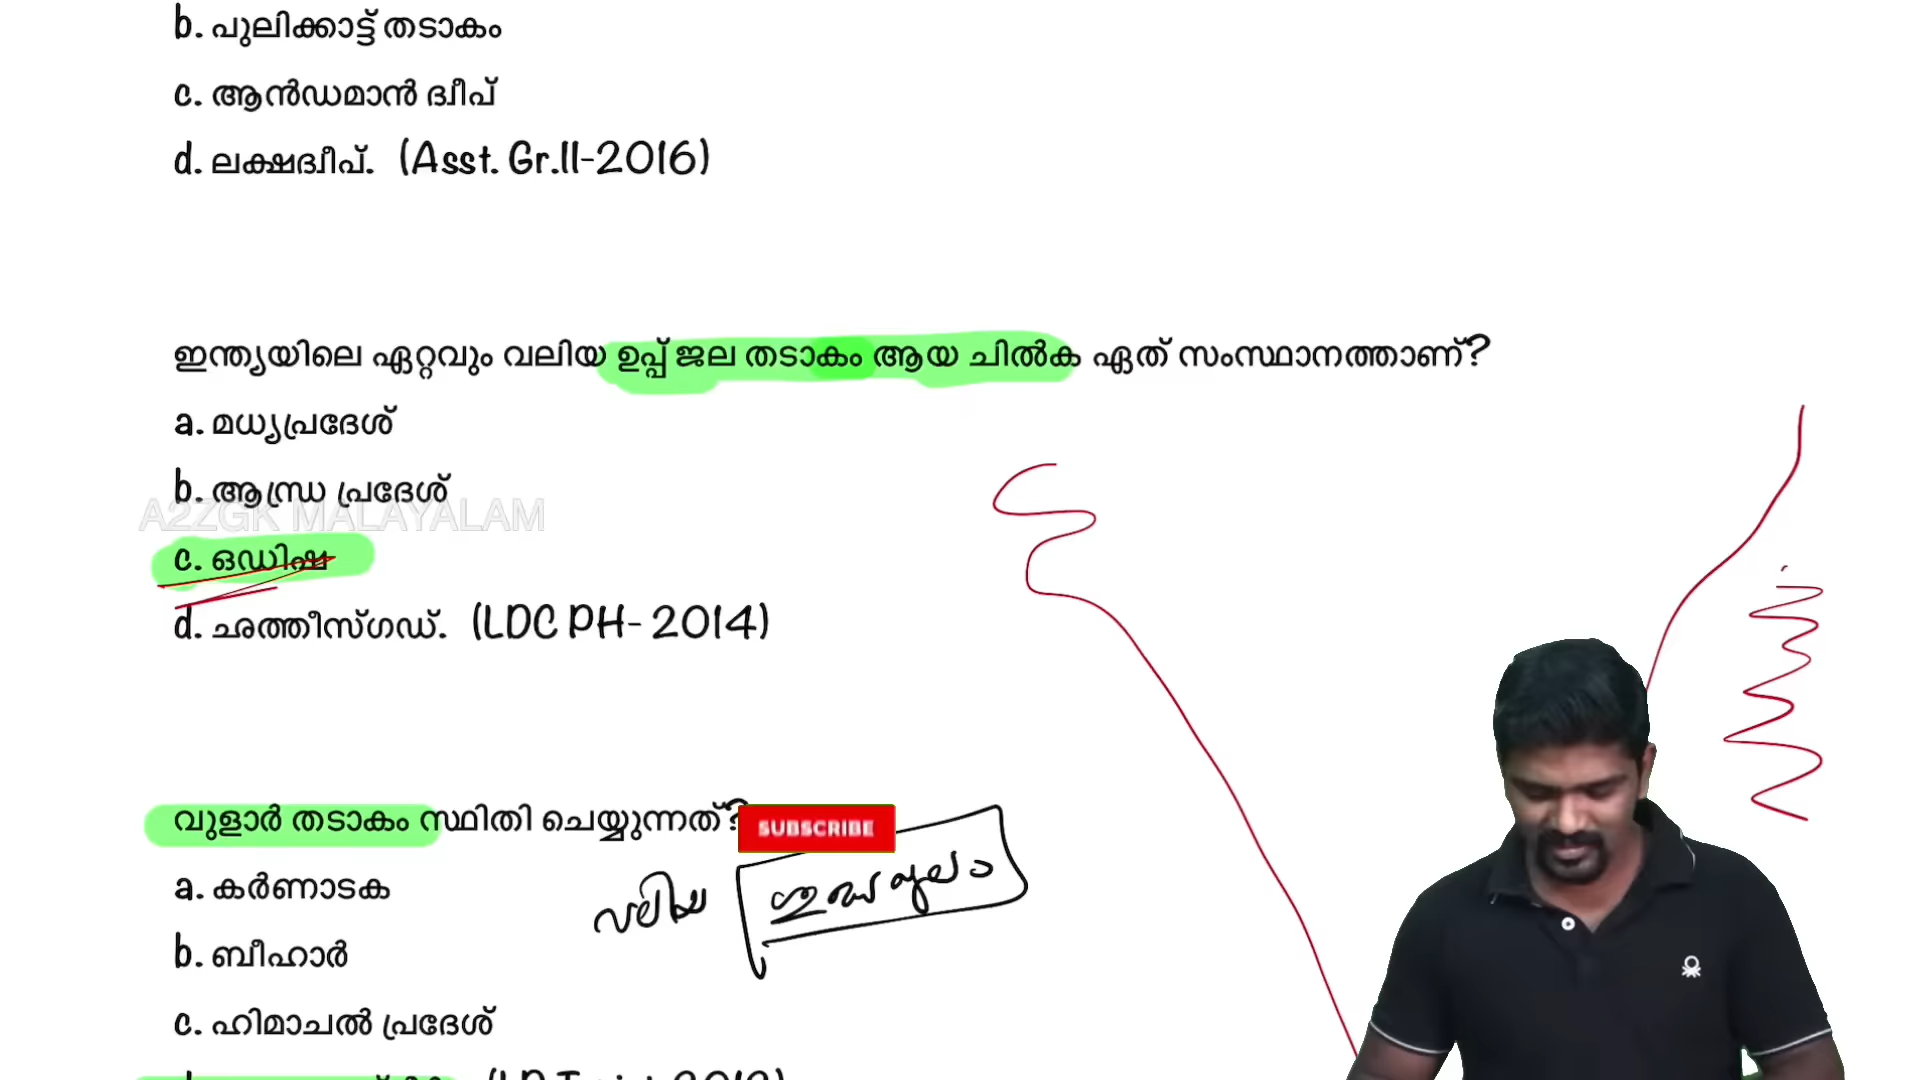 b. പുലിക്കാട്ട് തടാകം
c. ആൻഡമാൻ ദ്വീപ്
d. ലക്ഷദ്വീപ്. (Asst. Gr.II-2016)
ഇന്ത്യയിലെ ഏറ്റവും വലിയ ഉപ്പ് ജല തടാകം ആയ ചിൽക ഏത് സംസ്ഥാനത്താണ്?
a. മധ്യപ്രദേശ്
b. ആന്ധ്ര പ്രദേശ്
A2ZGK MALAYALAM
c. ഒഡിഷ
d. ഛത്തീസ്ഗഡ്. (LDC PH- 2014)
വുളാർ തടാകം സ്ഥിതി ചെയ്യുന്നത്?
SUBSCRIBE
a. കർണാടക
വലിയ
b. ബീഹാർ
c. ഹിമാചൽ പ്രദേശ്